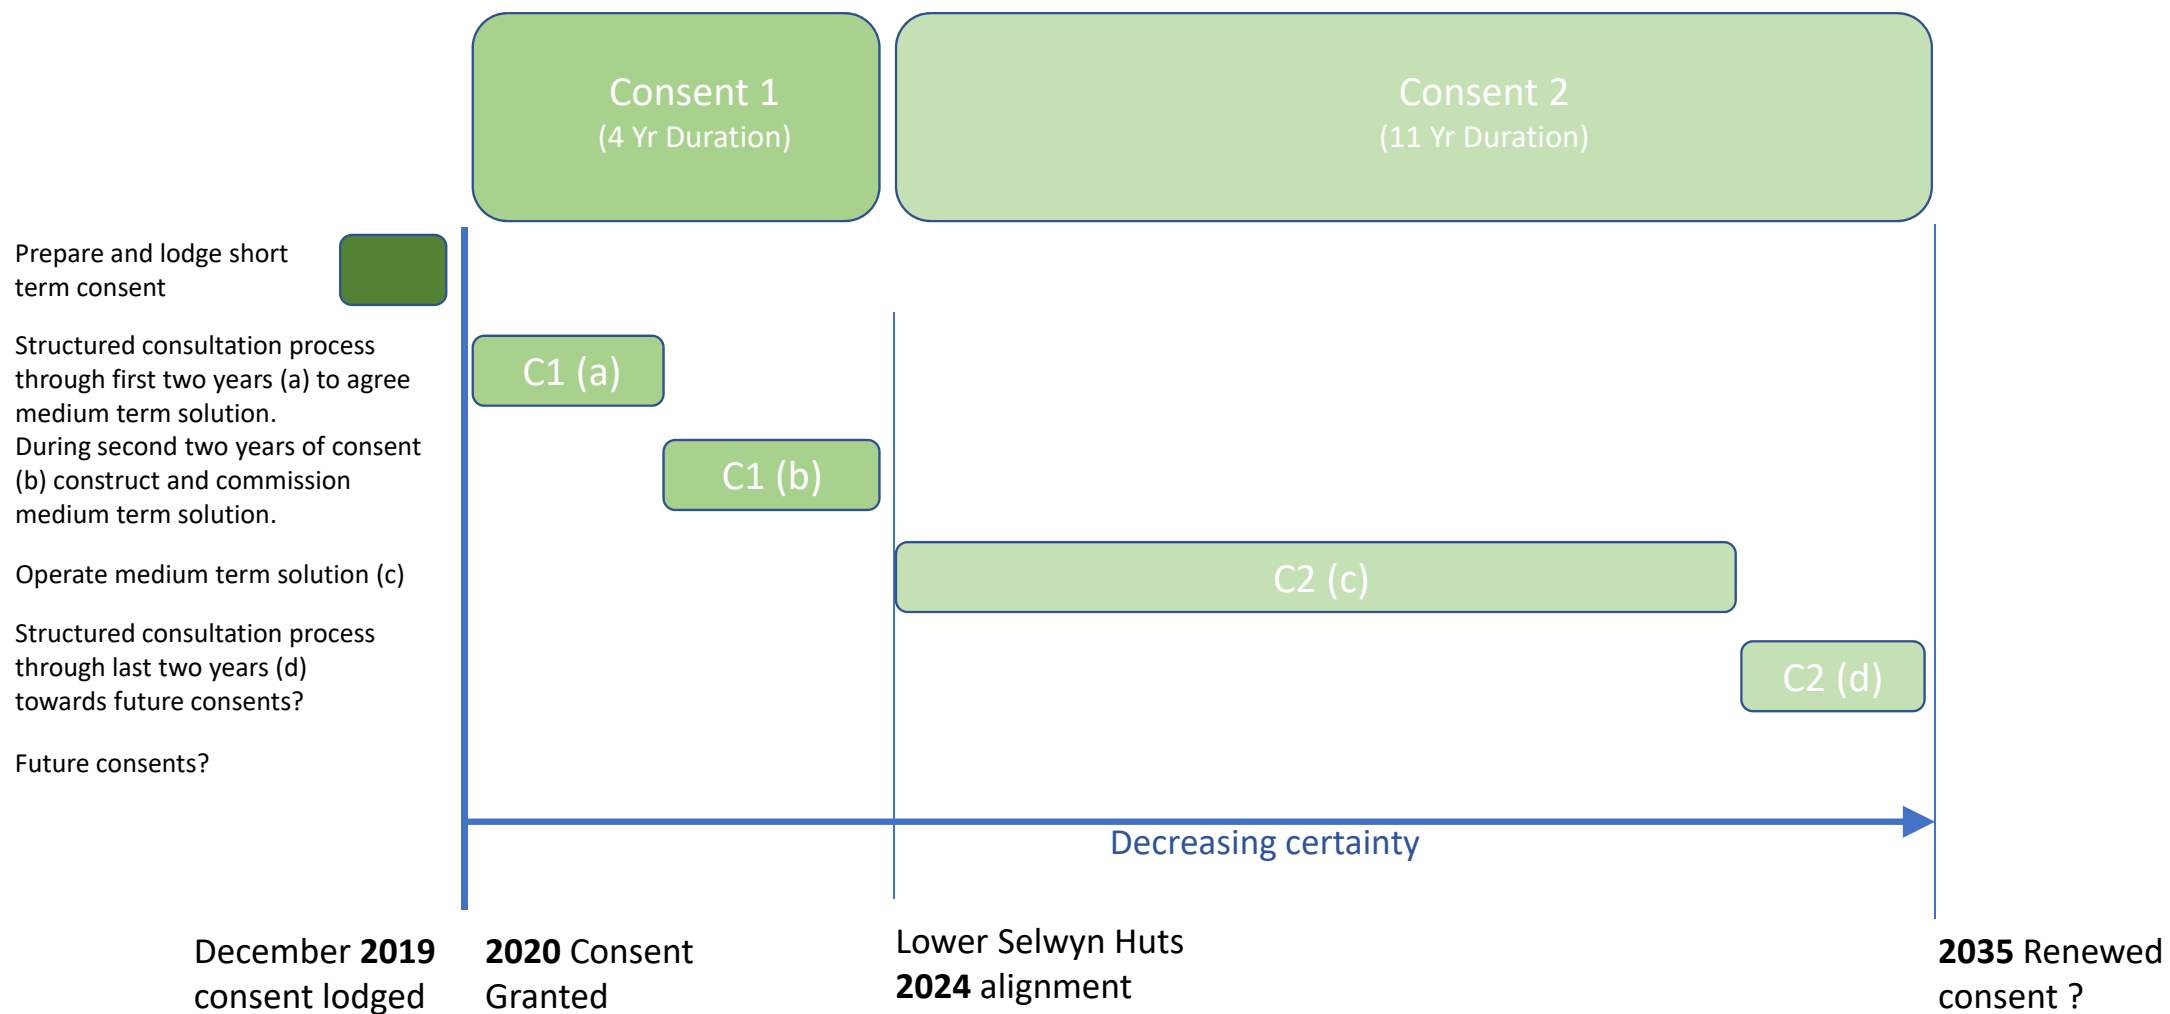 Consent 1
(4 Yr Duration)
Consent 2
(11 Yr Duration)
Prepare and lodge short
term consent
Structured consultation process
through first two years (a) to agree
medium term solution.
C1 (a)
During second two years of consent
(b) construct and commission
medium term solution.
C1 (b)
Operate medium term solution (c)
C2 (c)
Structured consultation process
through last two years (d)
towards future consents?
C2 (d)
Future consents?
Decreasing certainty
December 2019
consent lodged
2020 Consent
Granted
Lower Selwyn Huts
2024 alignment
2035 Renewed
consent ?